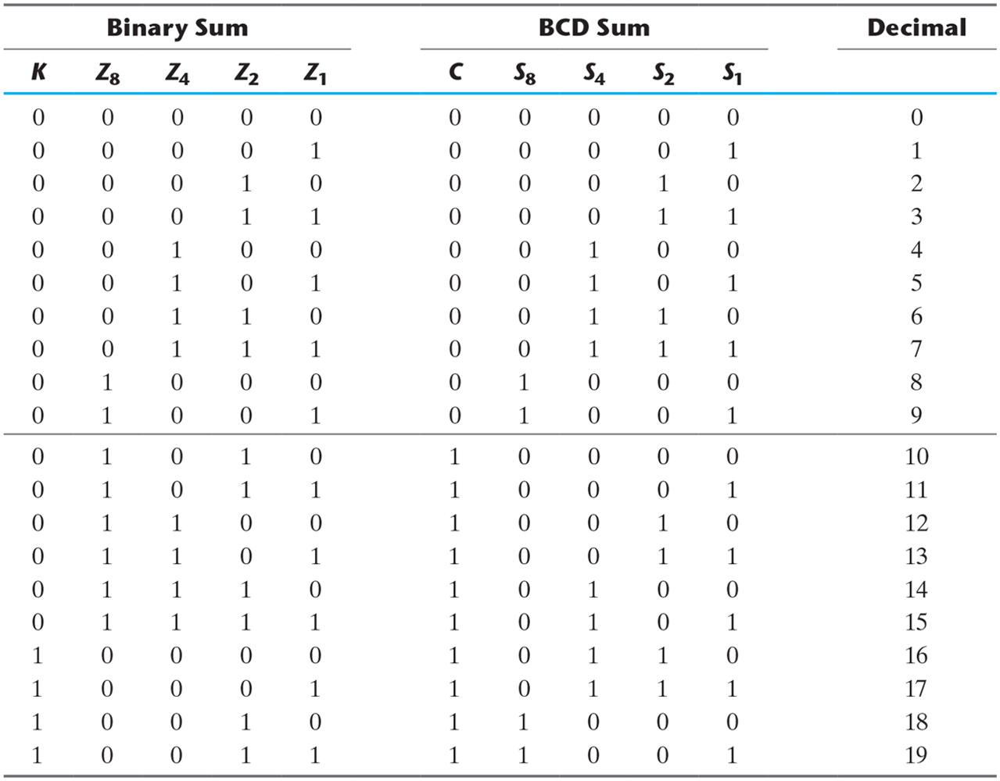 Binary Sum BCD Sum Decimal
K Z8 Z4 Z2 Z1 C S8 S4 S2 S1
0 0 0 0 0 0 0 0 0 0 0
0 0 0 0 1 0 0 0 0 1 1
0 0 0 1 0 0 0 0 1 0 2
0 0 0 1 1 0 0 0 1 1 3
0 0 1 0 0 0 0 1 0 0 4
0 0 1 0 1 0 0 1 0 1 5
0 0 1 1 0 0 0 1 1 0 6
0 0 1 1 1 0 0 1 1 1 7
0 1 0 0 0 0 1 0 0 0 8
0 1 0 0 1 0 1 0 0 1 9
0 1 0 1 0 1 0 0 0 0 10
0 1 0 1 1 1 0 0 0 1 11
0 1 1 0 0 1 0 0 1 0 12
0 1 1 0 1 1 0 0 1 1 13
0 1 1 1 0 1 0 1 0 0 14
0 1 1 1 1 1 0 1 0 1 15
1 0 0 0 0 1 0 1 1 0 16
1 0 0 0 1 1 0 1 1 1 17
1 0 0 1 0 1 1 0 0 0 18
1 0 0 1 1 1 1 0 0 1 19